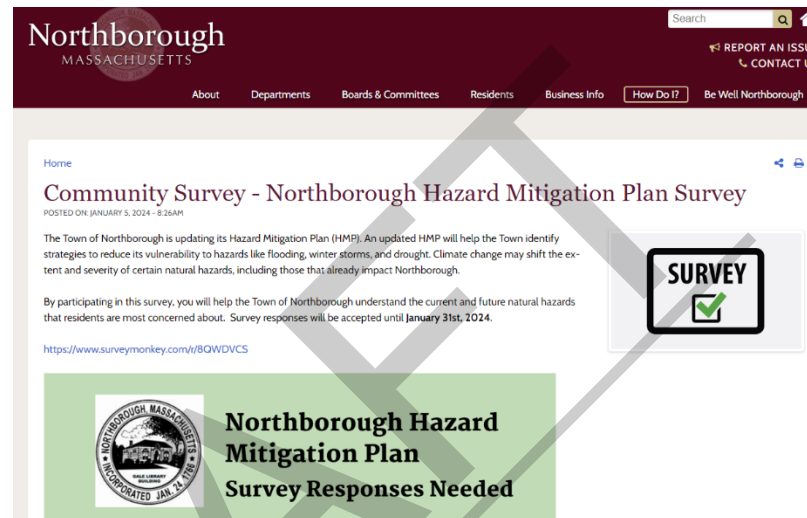 Northborough
MASSACHUSETTS
Search
REPORT AN ISSU
CONTACT U
About Departments Boards & Committees Residents Business Info How Do I? Be Well Northborough
Home
Community Survey - Northborough Hazard Mitigation Plan Survey
POSTED ON: JANUARY 5, 2024 - 8:26AM
The Town of Northborough is updating its Hazard Mitigation Plan (HMP). An updated HMP will help the Town identify
strategies to reduce its vulnerability to hazards like flooding, winter storms, and drought. Climate change may shift the ex-
tent and severity of certain natural hazards, including those that already impact Northborough.
By participating in this survey, you will help the Town of Northborough understand the current and future natural hazards
that residents are most concerned about. Survey responses will be accepted until January 31st, 2024.
https://www.surveymonkey.com/r/8QWDVCS
SURVEY
NORTHBOROUGH, MASSACHUSETTS
DALE LIBRARY
BUILDING
INCORPORATED JAN. 24, 1766
Northborough Hazard
Mitigation Plan
Survey Responses Needed
AFT